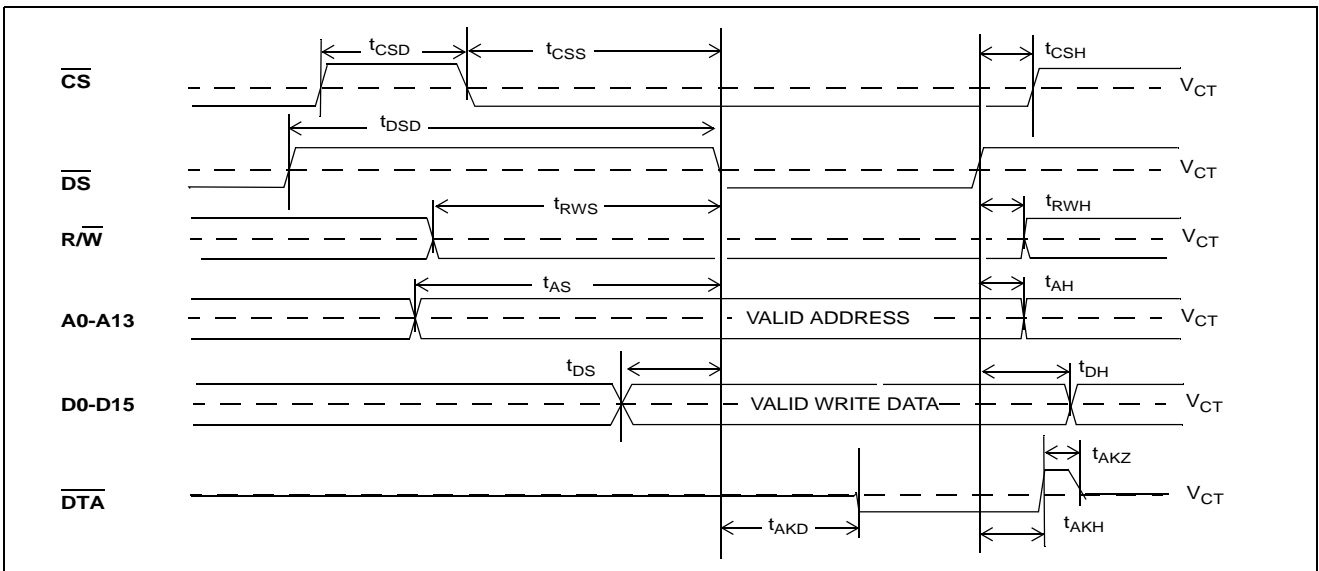 tCSD tCSS tCSH
CS VCT
tDSD
DS VCT
tRWS tRWH
R/W VCT
tAS tAH
A0-A13 VALID ADDRESS VCT
tDS tDH
D0-D15 VALID WRITE DATA VCT
tAKZ
DTA VCT
tAKD tAKH